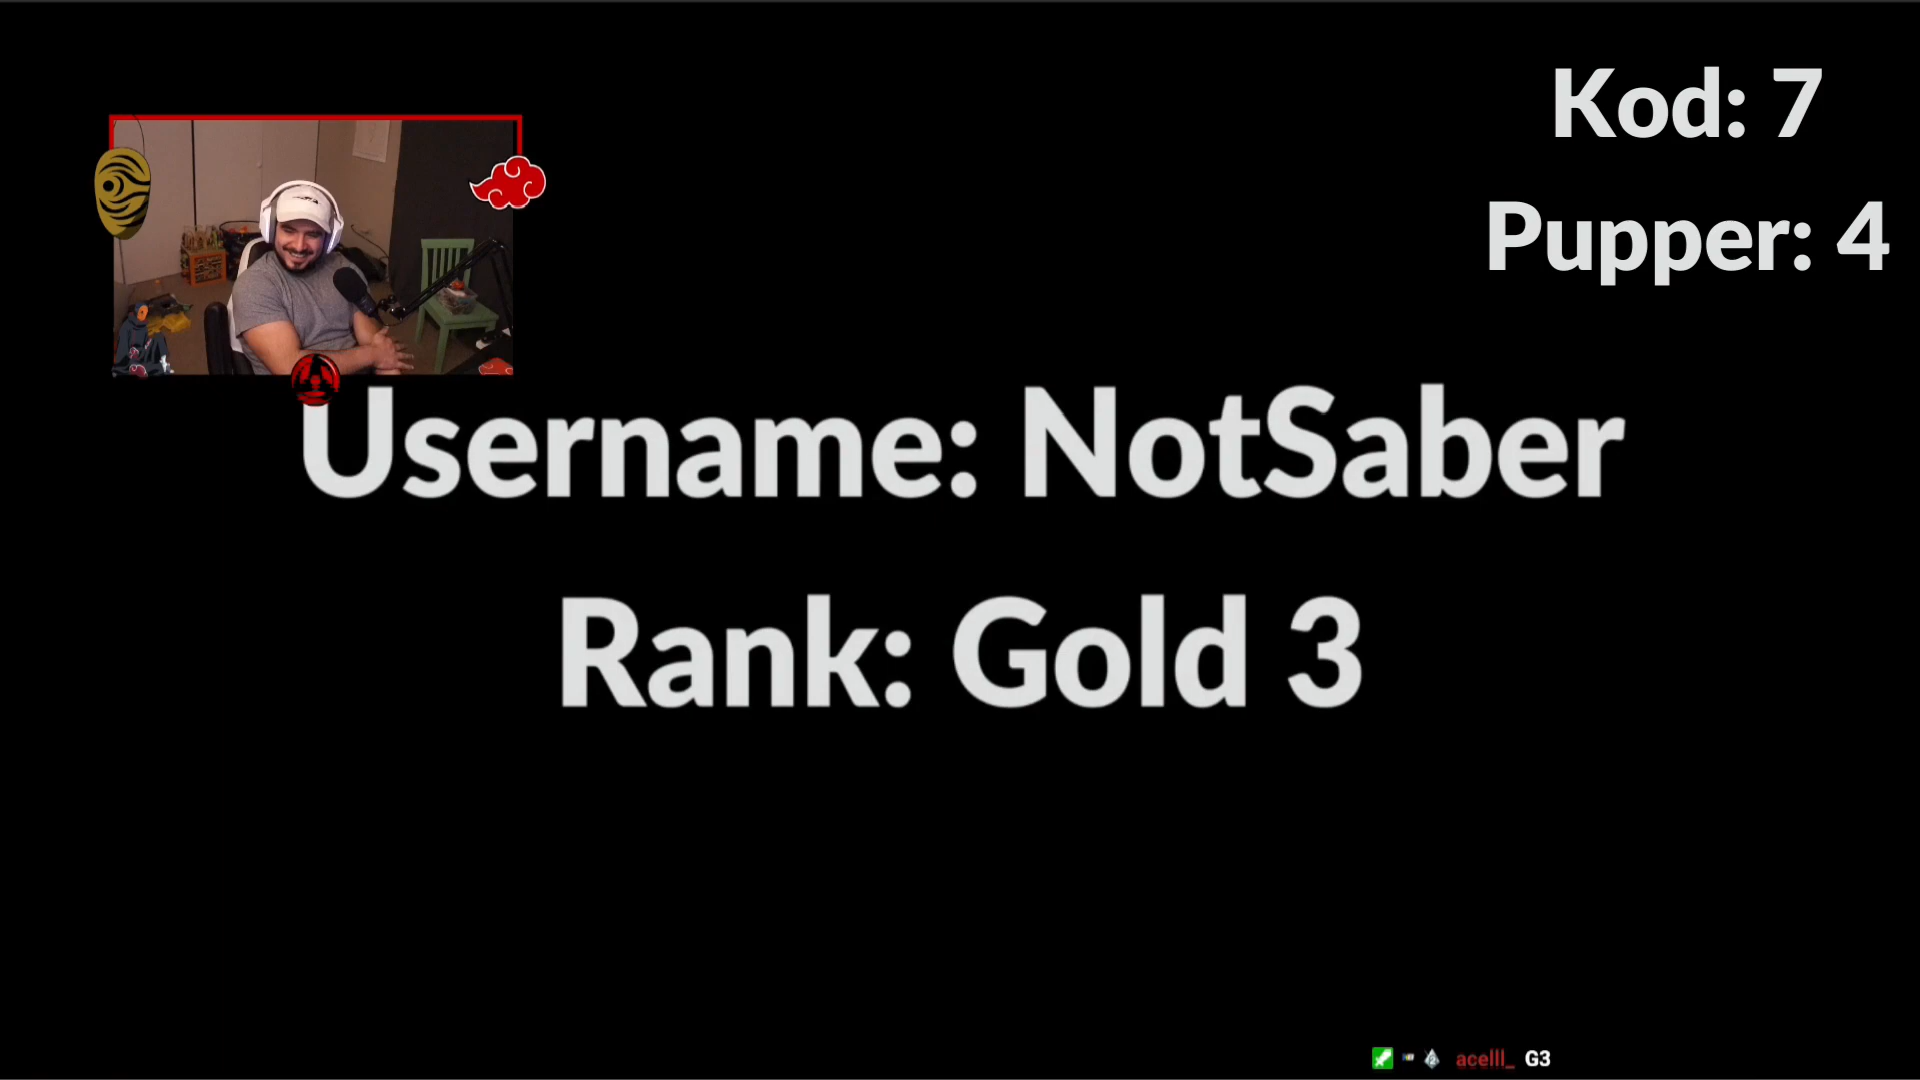 Kod: 7
Pupper: 4
Username: NotSaber
Rank: Gold 3
acelll_ G3